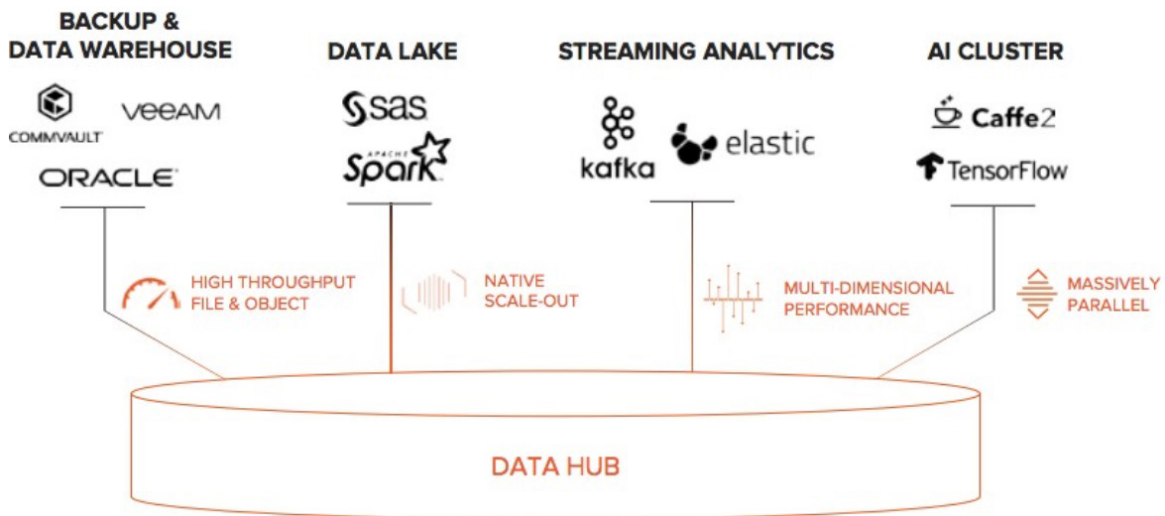 BACKUP &
DATA WAREHOUSE
COMMVAULT
veeAM
ORACLE
DATA LAKE
sas
APACHE
Spark
STREAMING ANALYTICS
kafka
elastic
AI CLUSTER
Caffe2
TensorFlow
HIGH THROUGHPUT
FILE & OBJECT
NATIVE
SCALE-OUT
MULTI-DIMENSIONAL
PERFORMANCE
MASSIVELY
PARALLEL
DATA HUB